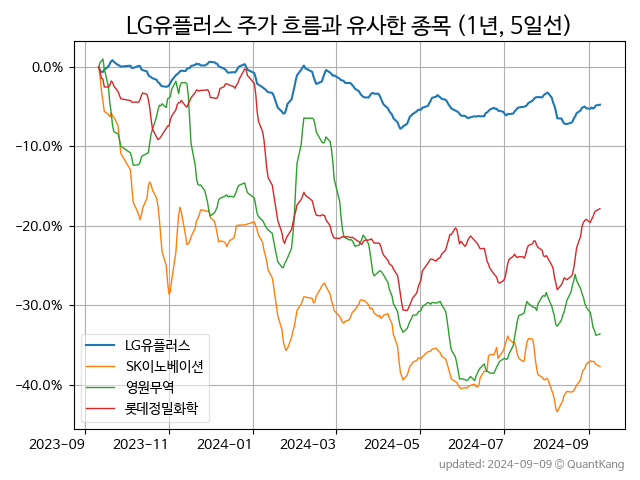 LG유플러스 주가 흐름과 유사한 종목 (1년, 5일선)
0.0%
−10.0%
−20.0%
−30.0%
−40.0%
LG유플러스
SK이노베이션
영원무역
롯데정밀화학
2023-09 2023-11 2024-01 2024-03 2024-05 2024-07 2024-09
updated: 2024-09-09 © QuantKang